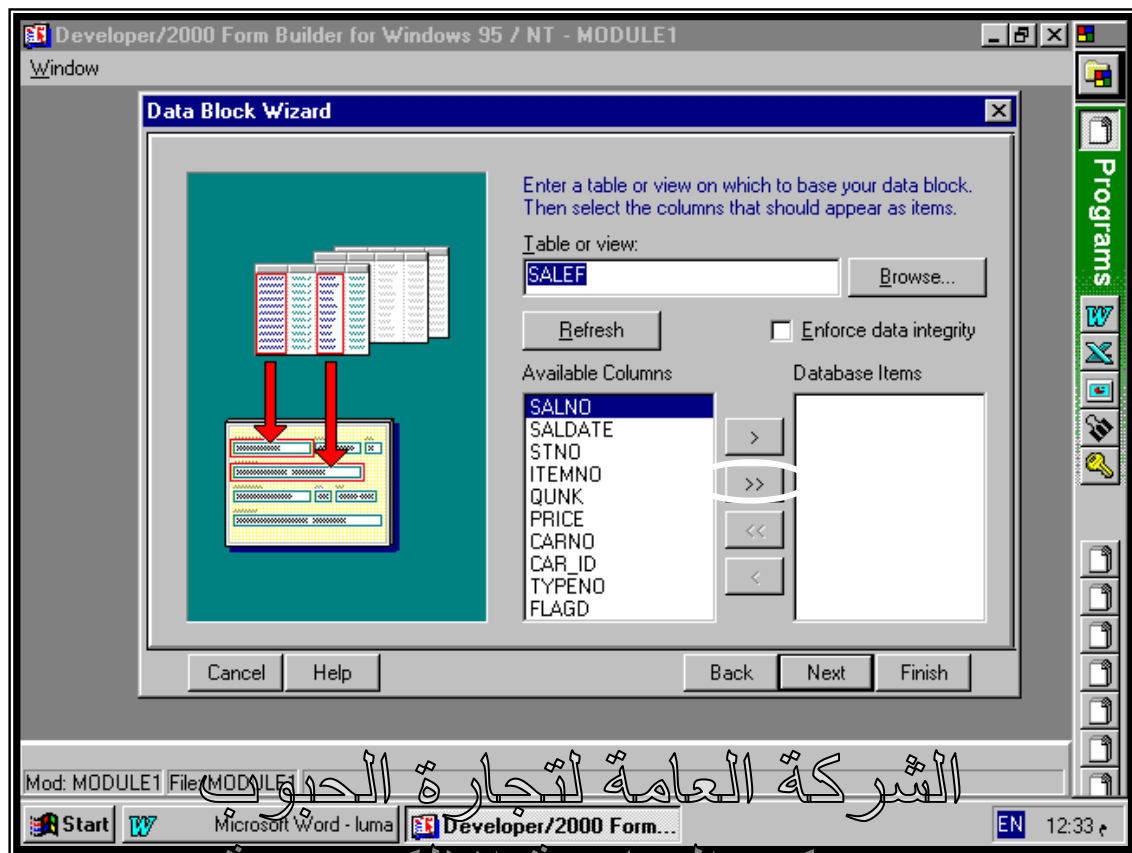 Developer/2000 Form Builder for Windows 95 / NT - MODULE1
Window
Data Block Wizard
Enter a table or view on which to base your data block.
Then select the columns that should appear as items.
Table or view:
SALEF
Browse...
Refresh
Enforce data integrity
Available Columns
Database Items
SALNO
SALDATE
STNO
ITEMNO
QUNK
PRICE
CARNO
CAR_ID
TYPENO
FLAGD
>
>>
<<
<
Cancel
Help
Back
Next
Finish
Programs
الشركة العامة لتجارة الحبوب
Mod: MODULE1 File: MODULE1
Start
Microsoft Word - luma
Developer/2000 Form...
EN
12:33 م